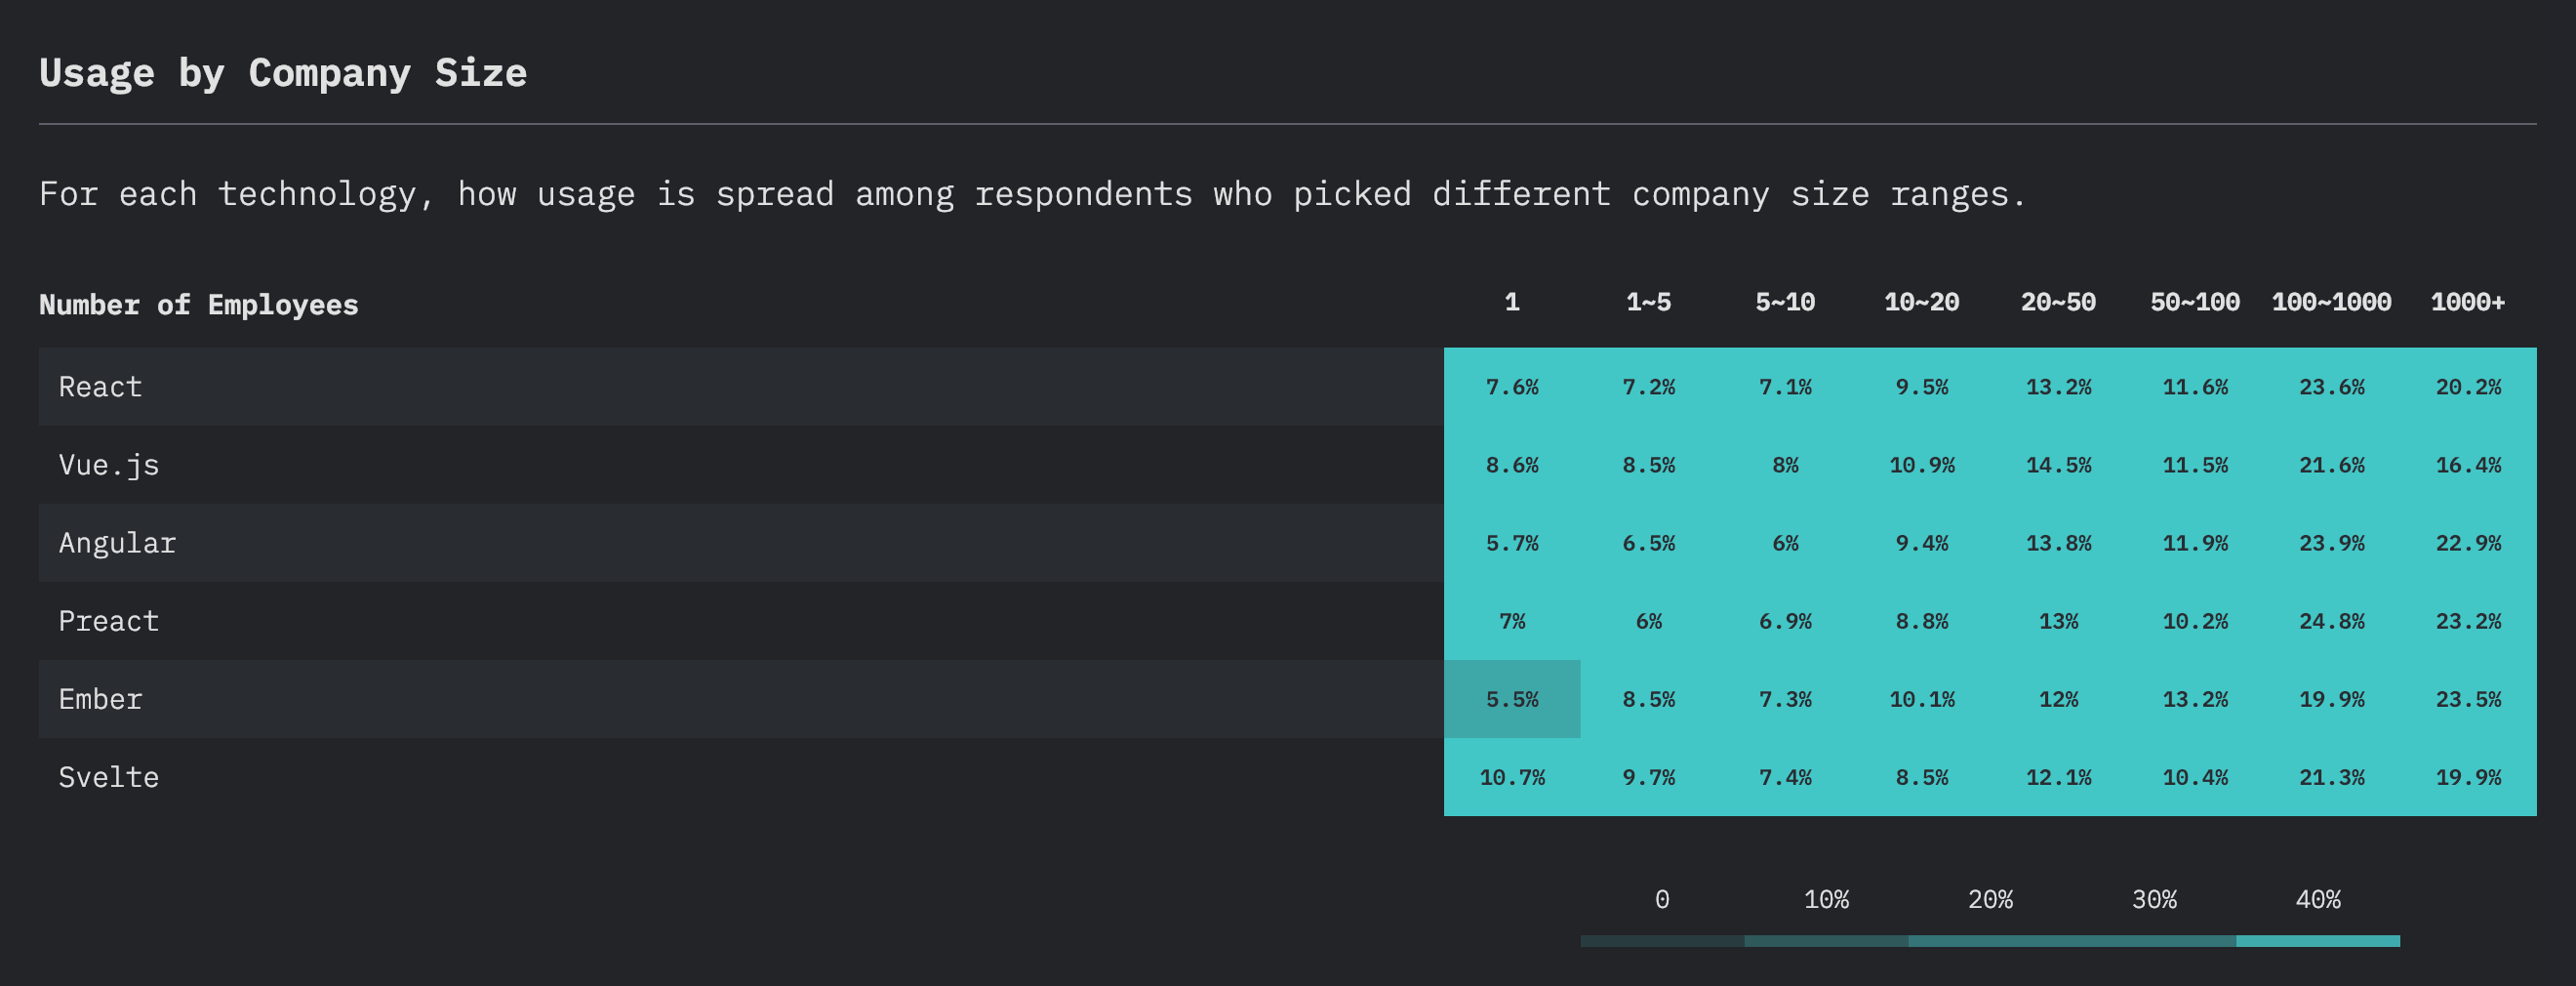 Usage by Company Size
For each technology, how usage is spread among respondents who picked different company size ranges.
Number of Employees 1 1~5 5~10 10~20 20~50 50~100 100~1000 1000+
React 7.6% 7.2% 7.1% 9.5% 13.2% 11.6% 23.6% 20.2%
Vue.js 8.6% 8.5% 8% 10.9% 14.5% 11.5% 21.6% 16.4%
Angular 5.7% 6.5% 6% 9.4% 13.8% 11.9% 23.9% 22.9%
Preact 7% 6% 6.9% 8.8% 13% 10.2% 24.8% 23.2%
Ember 5.5% 8.5% 7.3% 10.1% 12% 13.2% 19.9% 23.5%
Svelte 10.7% 9.7% 7.4% 8.5% 12.1% 10.4% 21.3% 19.9%
0 10% 20% 30% 40%